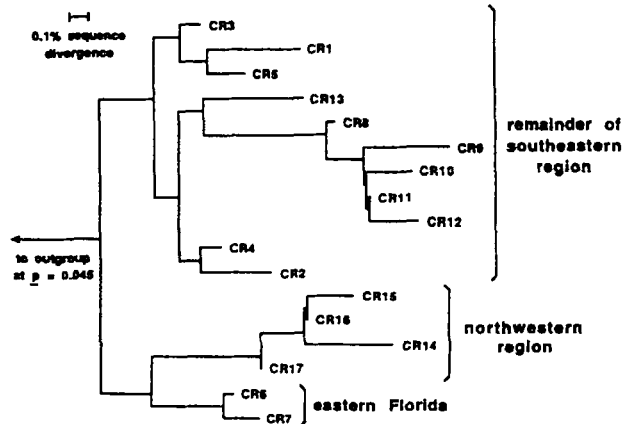 CR3
0.1% sequence
divergence
CR1
CR5
CR13
CR8
remainder of
southeastern
region
CR9
CR10
CR11
CR12
CR4
to outgroup
at p = 0.045
CR2
CR15
CR16
northwestern
region
CR14
CR17
CR6
eastern Florida
CR7